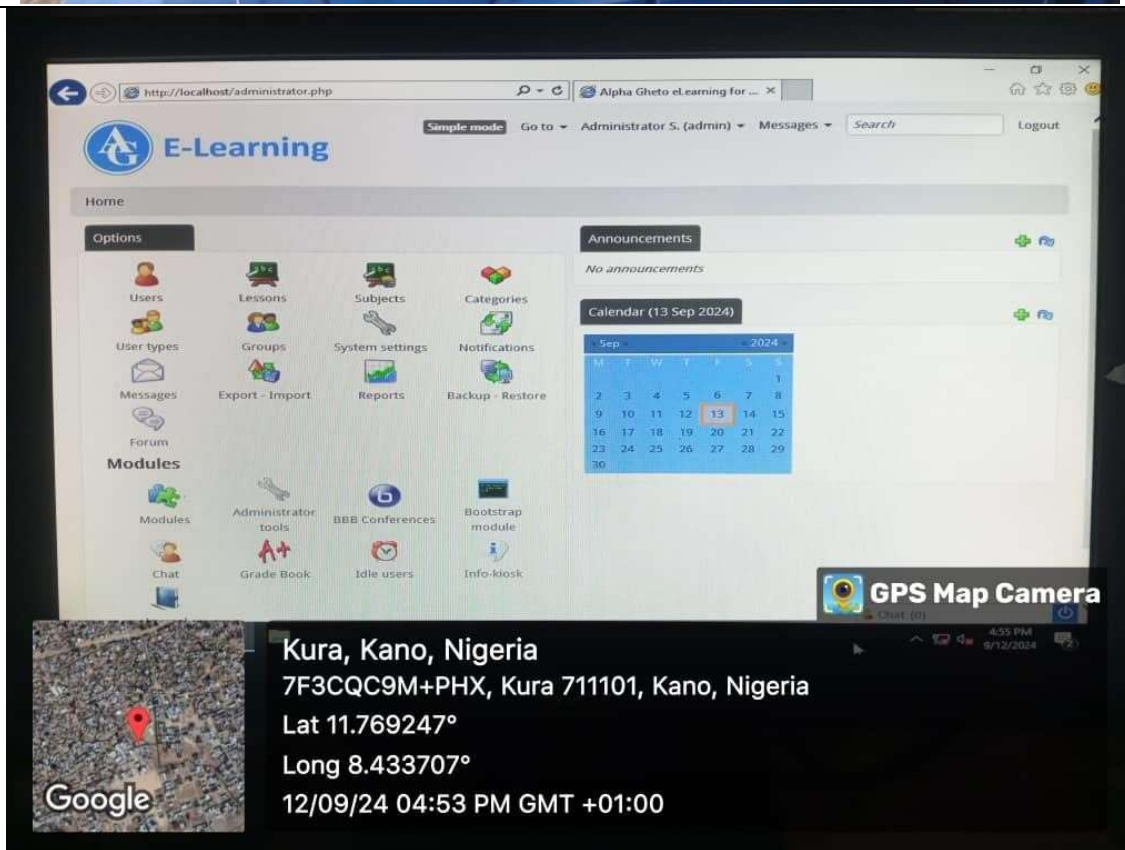 http://localhost/administrator.php
Alpha Gheto eLearning for ...
AG E-Learning
Simple mode Go to Administrator S. (admin) Messages Search Logout
Home
Options
Users Lessons Subjects Categories
User types Groups System settings Notifications
Messages Export - Import Reports Backup - Restore
Forum
Modules
Modules Administrator tools BBB Conferences Bootstrap module
Chat Grade Book Idle users Info-kiosk
Announcements
No announcements
Calendar (13 Sep 2024)
« Sep » « 2024 »
M T W T F S S
1
2 3 4 5 6 7 8
9 10 11 12 13 14 15
16 17 18 19 20 21 22
23 24 25 26 27 28 29
30
GPS Map Camera
Chat (0)
4:55 PM
9/12/2024
Kura, Kano, Nigeria
7F3CQC9M+PHX, Kura 711101, Kano, Nigeria
Lat 11.769247°
Long 8.433707°
12/09/24 04:53 PM GMT +01:00
Google